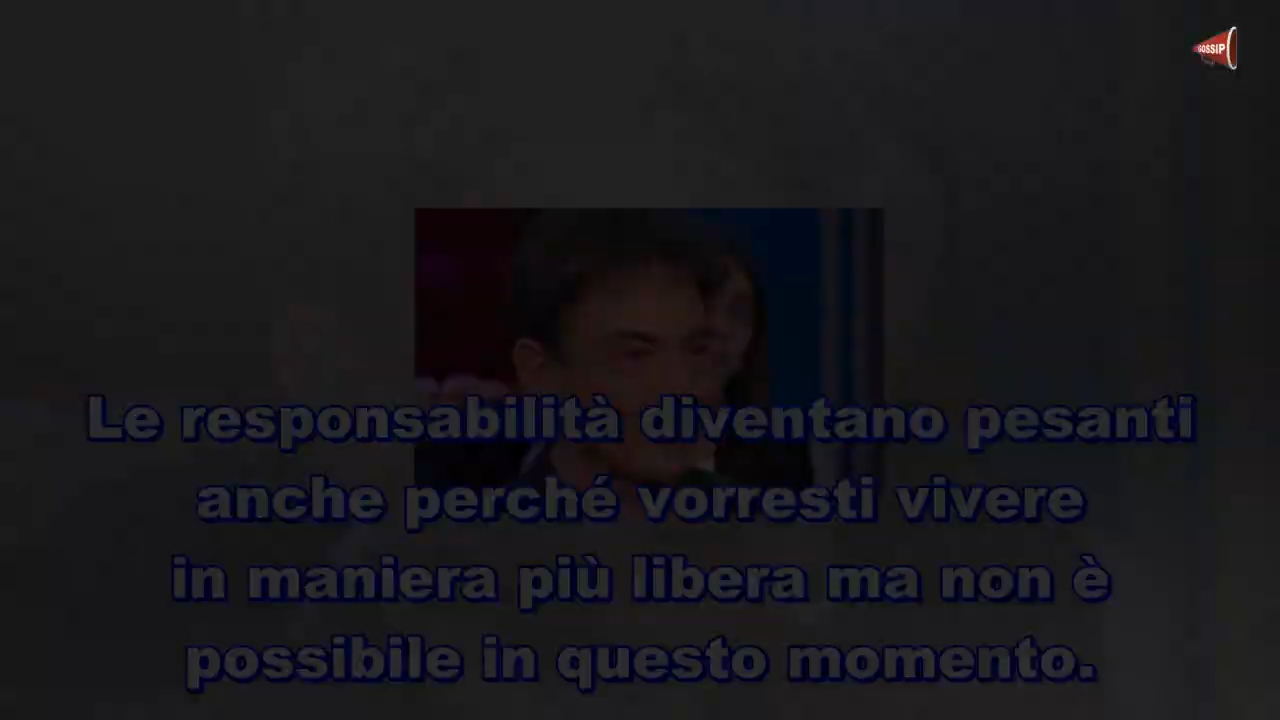 GOSSIP
Le responsabilità diventano pesanti
anche perché vorresti vivere
in maniera più libera ma non è
possibile in questo momento.